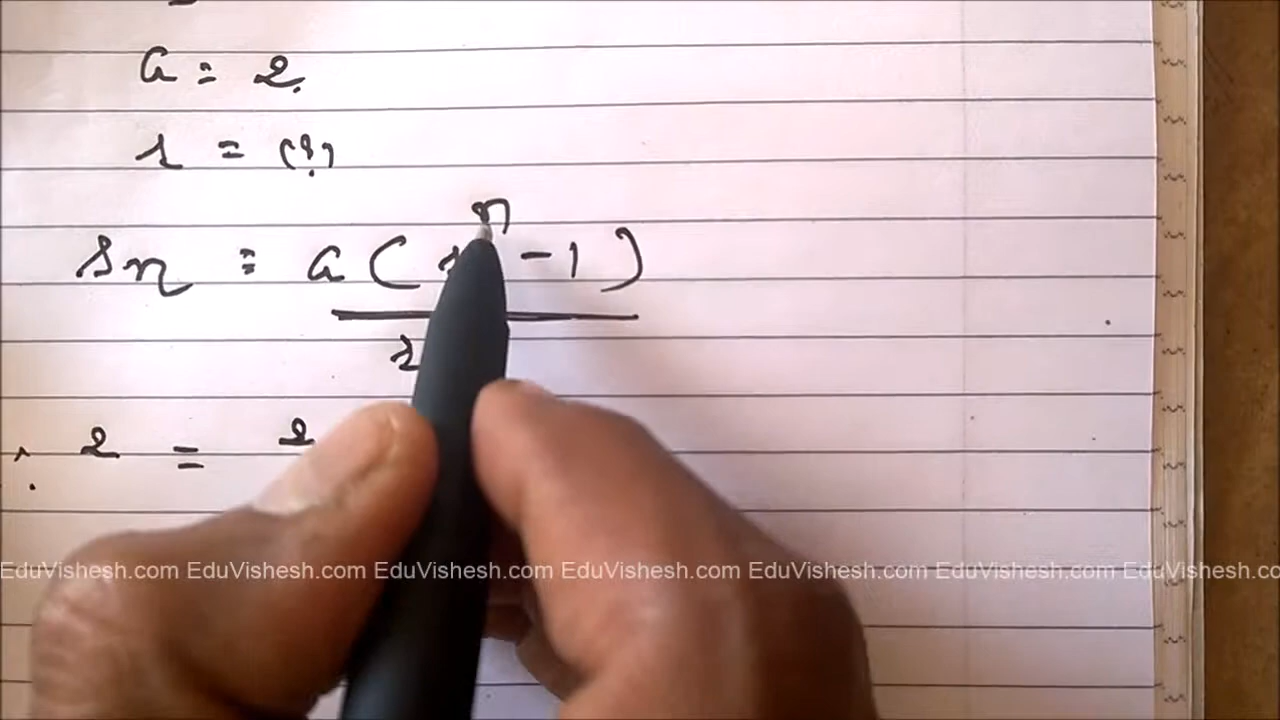 a = 2
r = (?)
Sn = a( r^n - 1 )
r
∴ 2 = 2
EduVishesh.com EduVishesh.com EduVishesh.com EduVishesh.com EduVishesh.com EduVishesh.com EduVishesh.co